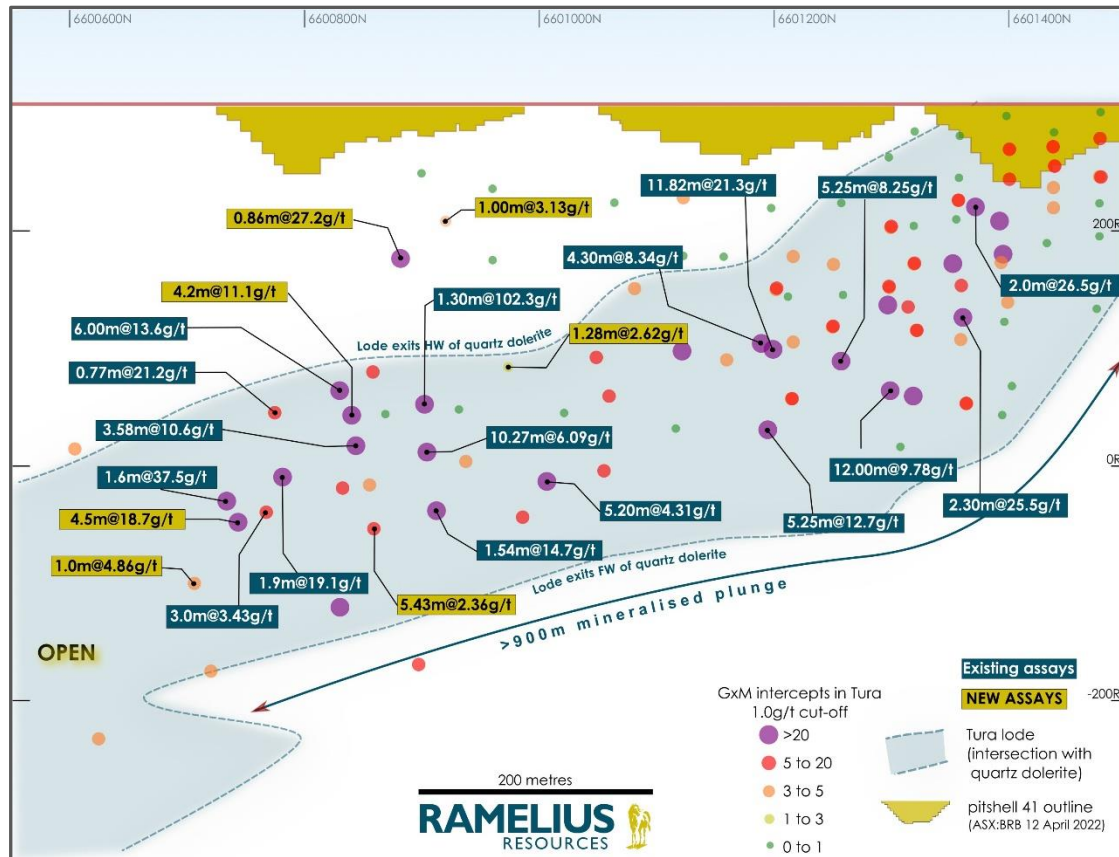 6600600N
6600800N
6601000N
6601200N
6601400N
11.82m@21.3g/t
5.25m@8.25g/t
0.86m@27.2g/t
1.00m@3.13g/t
200R
4.30m@8.34g/t
4.2m@11.1g/t
1.30m@102.3g/t
2.0m@26.5g/t
6.00m@13.6g/t
1.28m@2.62g/t
Lode exits HW of quartz dolerite
0.77m@21.2g/t
3.58m@10.6g/t
10.27m@6.09g/t
0R
12.00m@9.78g/t
1.6m@37.5g/t
2.30m@25.5g/t
4.5m@18.7g/t
5.20m@4.31g/t
5.25m@12.7g/t
1.54m@14.7g/t
1.0m@4.86g/t
1.9m@19.1g/t
Lode exits FW of quartz dolerite
5.43m@2.36g/t
3.0m@3.43g/t
>900m mineralised plunge
OPEN
Existing assays
NEW ASSAYS
-200R
GxM intercepts in Tura
1.0g/t cut-off
>20
5 to 20
3 to 5
1 to 3
0 to 1
Tura lode
(intersection with
quartz dolerite)
pitshell 41 outline
(ASX:BRB 12 April 2022)
200 metres
RAMELIUS
RESOURCES